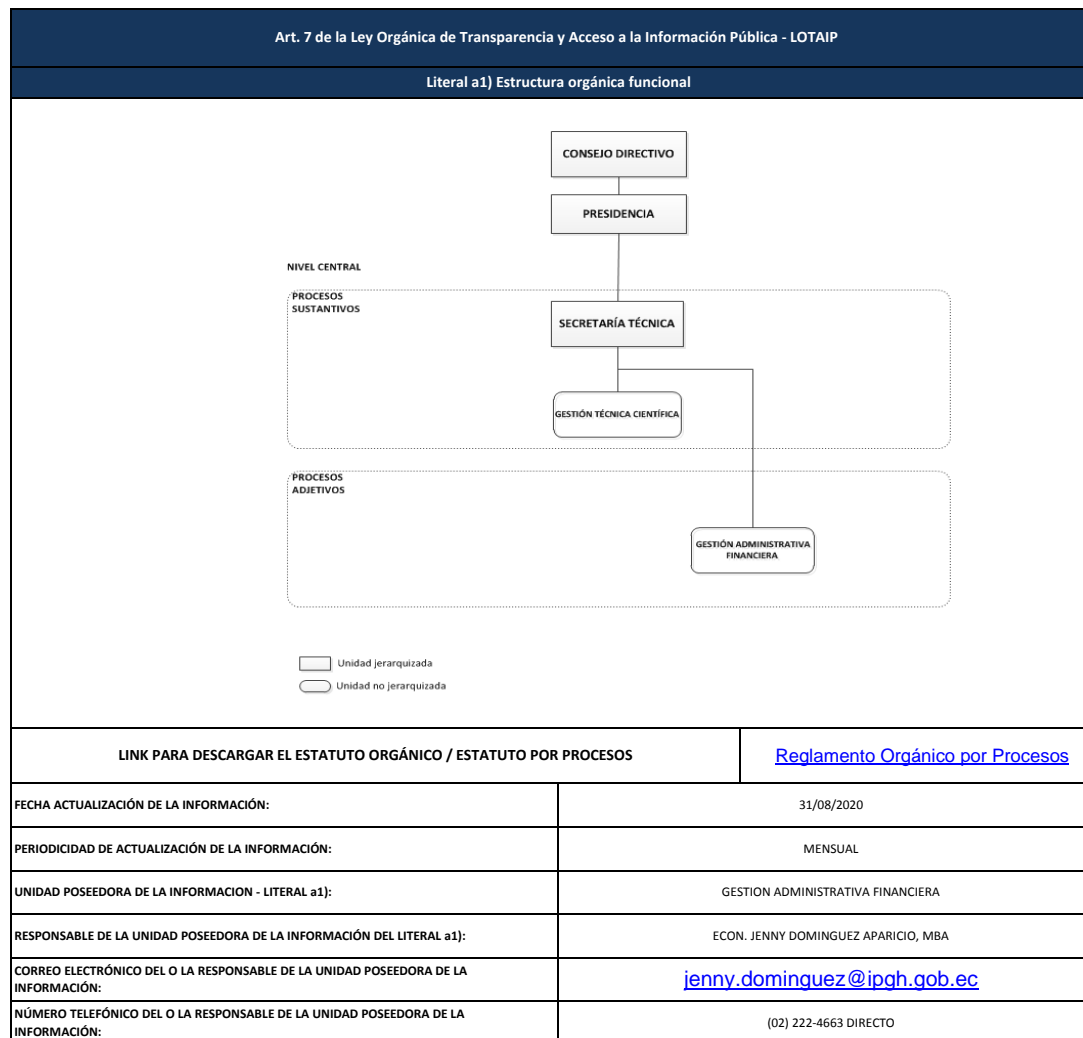 Art. 7 de la Ley Orgánica de Transparencia y Acceso a la Información Pública - LOTAIP
Literal a1) Estructura orgánica funcional
CONSEJO DIRECTIVO
PRESIDENCIA
NIVEL CENTRAL
PROCESOS
SUSTANTIVOS
SECRETARÍA TÉCNICA
GESTIÓN TÉCNICA CIENTÍFICA
PROCESOS
ADJETIVOS
GESTIÓN ADMINISTRATIVA
FINANCIERA
Unidad jerarquizada
Unidad no jerarquizada
LINK PARA DESCARGAR EL ESTATUTO ORGÁNICO / ESTATUTO POR PROCESOS
Reglamento Orgánico por Procesos
FECHA ACTUALIZACIÓN DE LA INFORMACIÓN:
31/08/2020
PERIODICIDAD DE ACTUALIZACIÓN DE LA INFORMACIÓN:
MENSUAL
UNIDAD POSEEDORA DE LA INFORMACION - LITERAL a1):
GESTION ADMINISTRATIVA FINANCIERA
RESPONSABLE DE LA UNIDAD POSEEDORA DE LA INFORMACIÓN DEL LITERAL a1):
ECON. JENNY DOMINGUEZ APARICIO, MBA
CORREO ELECTRÓNICO DEL O LA RESPONSABLE DE LA UNIDAD POSEEDORA DE LA
INFORMACIÓN:
jenny.dominguez@ipgh.gob.ec
NÚMERO TELEFÓNICO DEL O LA RESPONSABLE DE LA UNIDAD POSEEDORA DE LA
INFORMACIÓN:
(02) 222-4663 DIRECTO